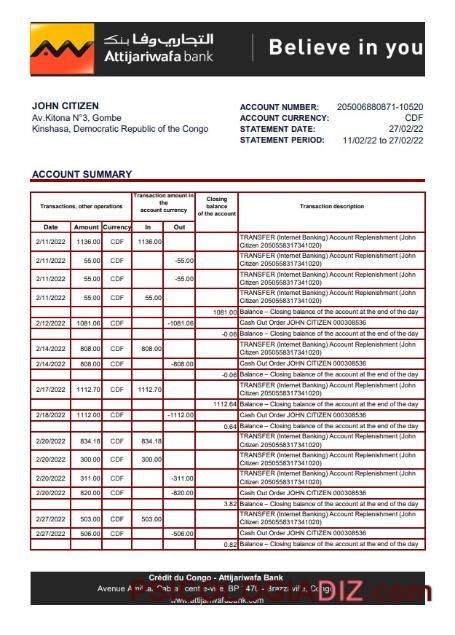 التجاري وفا بنك
Attijariwafa bank
Believe in you
JOHN CITIZEN
Av.Kitona N°3, Gombe
Kinshasa, Democratic Republic of the Congo
ACCOUNT NUMBER: 205006880871-10520
ACCOUNT CURRENCY: CDF
STATEMENT DATE: 27/02/22
STATEMENT PERIOD: 11/02/22 to 27/02/22
ACCOUNT SUMMARY
Transactions, other operations
Transaction amount in
the
account currency
Closing
balance
of the account
Transaction description
Date Amount Currency In Out
2/11/2022 1136.00 CDF 1136.00 TRANSFER (Internet Banking) Account Replenishment (John
Citizen 2050558317341020)
2/11/2022 55.00 CDF -55.00 TRANSFER (Internet Banking) Account Replenishment (John
Citizen 2050558317341020)
2/11/2022 55.00 CDF -55.00 TRANSFER (Internet Banking) Account Replenishment (John
Citizen 2050558317341020)
2/11/2022 55.00 CDF 55.00 TRANSFER (Internet Banking) Account Replenishment (John
Citizen 2050558317341020)
1081.00 Balance – Closing balance of the account at the end of the day
2/12/2022 1081.06 CDF -1081.06 Cash Out Order JOHN CITIZEN 000308536
-0.06 Balance – Closing balance of the account at the end of the day
2/14/2022 808.00 CDF 808.00 TRANSFER (Internet Banking) Account Replenishment (John
Citizen 2050558317341020)
2/14/2022 808.00 CDF -808.00 Cash Out Order JOHN CITIZEN 000308536
-0.06 Balance – Closing balance of the account at the end of the day
2/17/2022 1112.70 CDF 1112.70 TRANSFER (Internet Banking) Account Replenishment (John
Citizen 2050558317341020)
1112.64 Balance – Closing balance of the account at the end of the day
2/18/2022 1112.00 CDF -1112.00 Cash Out Order JOHN CITIZEN 000308536
0.64 Balance – Closing balance of the account at the end of the day
2/20/2022 834.18 CDF 834.18 TRANSFER (Internet Banking) Account Replenishment (John
Citizen 2050558317341020)
2/20/2022 300.00 CDF 300.00 TRANSFER (Internet Banking) Account Replenishment (John
Citizen 2050558317341020)
2/20/2022 311.00 CDF -311.00 TRANSFER (Internet Banking) Account Replenishment (John
Citizen 2050558317341020)
2/20/2022 820.00 CDF -820.00 Cash Out Order JOHN CITIZEN 000308536
3.82 Balance – Closing balance of the account at the end of the day
2/27/2022 503.00 CDF 503.00 TRANSFER (Internet Banking) Account Replenishment (John
Citizen 2050558317341020)
2/27/2022 506.00 CDF -506.00 Cash Out Order JOHN CITIZEN 000308536
0.82 Balance – Closing balance of the account at the end of the day
Crédit du Congo - Attijariwafa Bank
Avenue Amilca, Cabral, centre-vile, BP 1470 - Brazzaville, Congo
www.attijariwafabank.com
DIZ.com